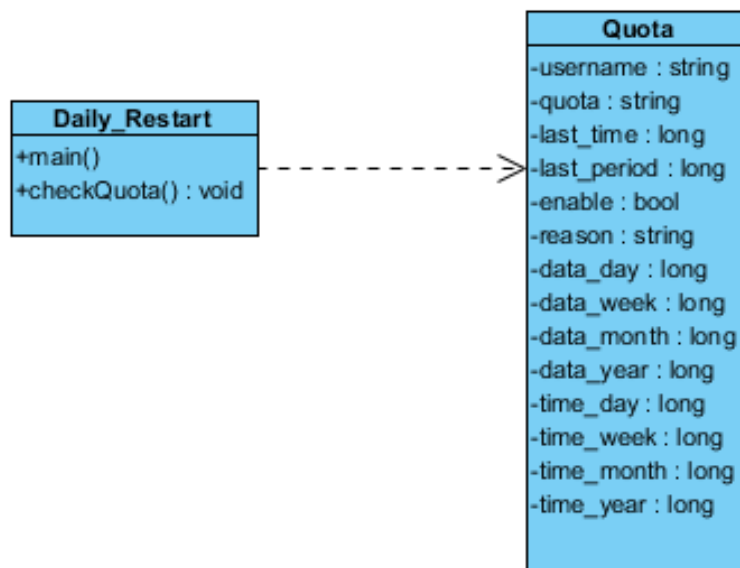 Daily_Restart
+main()
+checkQuota() : void
Quota
-username : string
-quota : string
-last_time : long
-last_period : long
-enable : bool
-reason : string
-data_day : long
-data_week : long
-data_month : long
-data_year : long
-time_day : long
-time_week : long
-time_month : long
-time_year : long